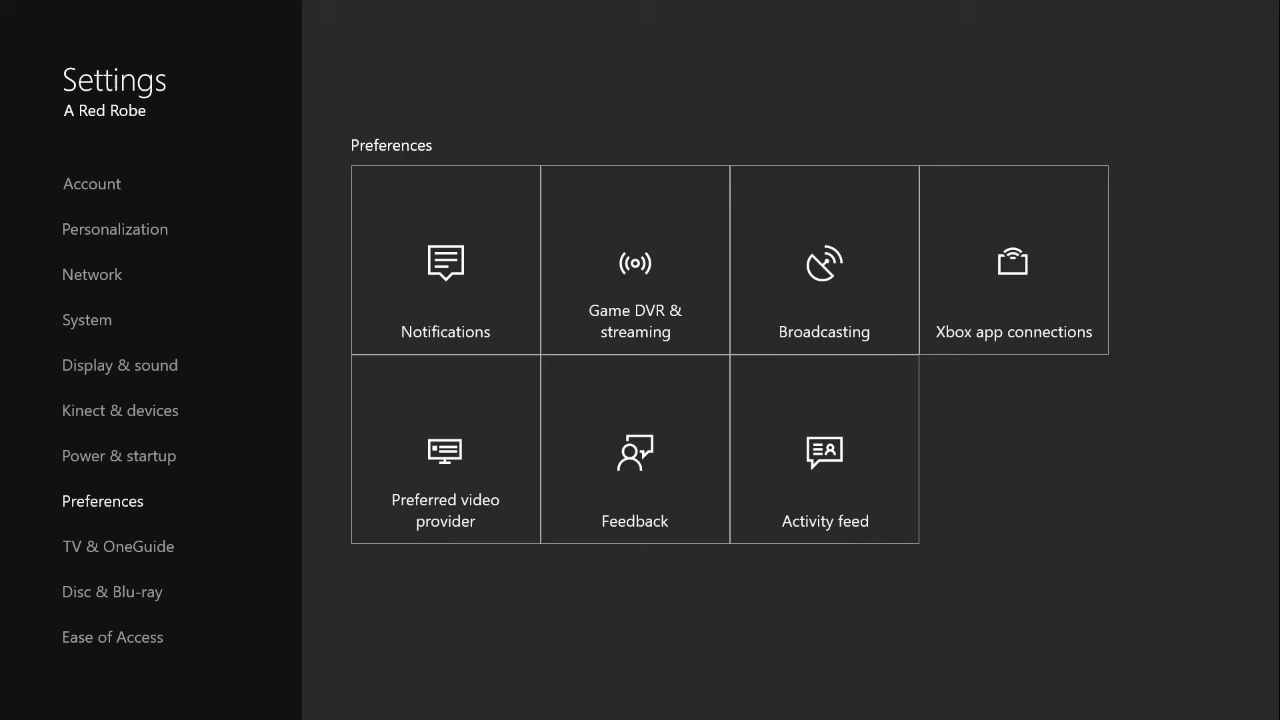 Settings
A Red Robe
Account
Personalization
Network
System
Display & sound
Kinect & devices
Power & startup
Preferences
TV & OneGuide
Disc & Blu-ray
Ease of Access
Preferences
Notifications
Game DVR &
streaming
Broadcasting
Xbox app connections
Preferred video
provider
Feedback
Activity feed